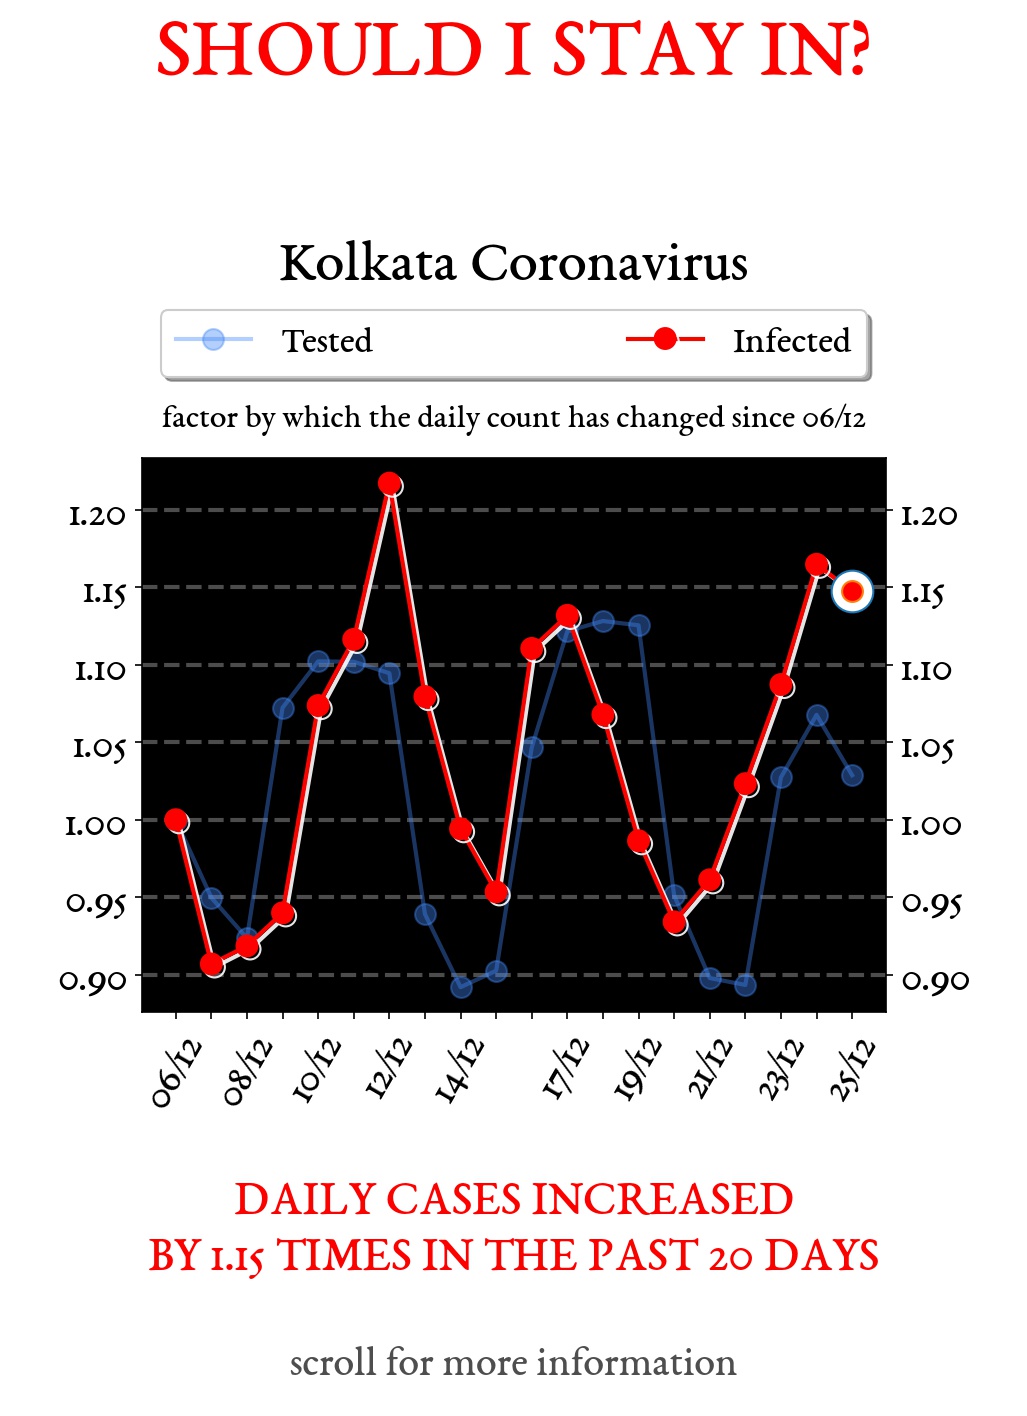 SHOULD I STAY IN?
Kolkata Coronavirus
Tested Infected
factor by which the daily count has changed since 06/12
1.20 1.20
1.15 1.15
1.10 1.10
1.05 1.05
1.00 1.00
0.95 0.95
0.90 0.90
06/12 08/12 10/12 12/12 14/12 17/12 19/12 21/12 23/12 25/12
DAILY CASES INCREASED
BY 1.15 TIMES IN THE PAST 20 DAYS
scroll for more information